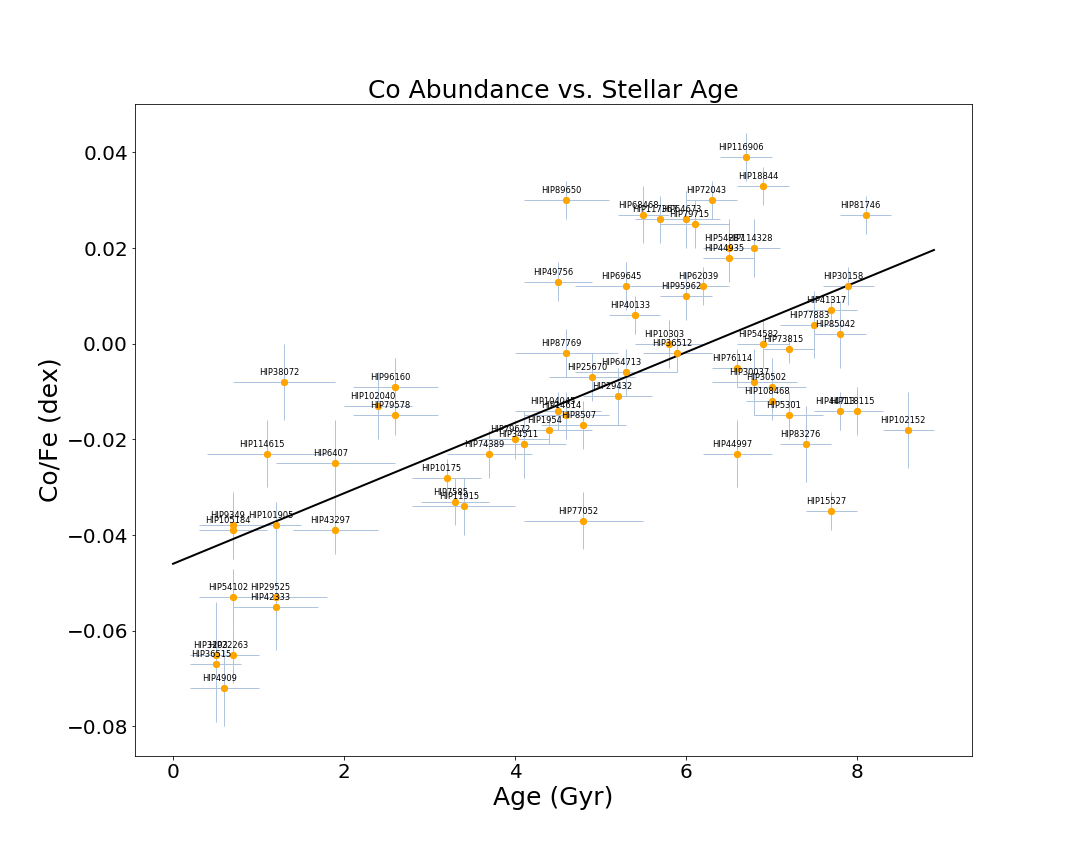 Co Abundance vs. Stellar Age
Co/Fe (dex)
0.04
0.02
0.00
−0.02
−0.04
−0.06
−0.08
0 2 4 6 8
Age (Gyr)
HIP116906
HIP18844
HIP89650
HIP72043
HIP68468
HIP81746
HIP79715
HIP114328
HIP44935
HIP49756
HIP69645
HIP62039
HIP30158
HIP95962
HIP41317
HIP40133
HIP77883
HIP85042
HIP10303
HIP54582
HIP36512
HIP73815
HIP87769
HIP64713
HIP76114
HIP25670
HIP30037
HIP30502
HIP38072
HIP96160
HIP29432
HIP108468
HIP102040
HIP79578
HIP8507
HIP5301
HIP118115
HIP1954
HIP34511
HIP83276
HIP102152
HIP114615
HIP6407
HIP74389
HIP44997
HIP10175
HIP7585
HIP11915
HIP15527
HIP77052
HIP9349
HIP105184
HIP101905
HIP43297
HIP54102
HIP29525
HIP42333
HIP36515
HIP4909